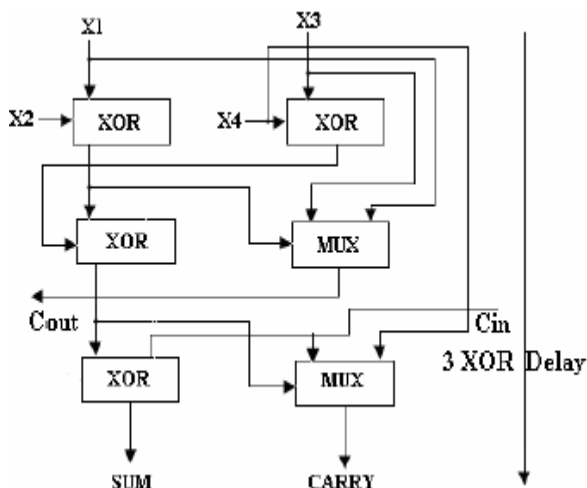 X1
X3
X2
XOR
X4
XOR
XOR
MUX
Cout
Cin
3 XOR Delay
XOR
MUX
SUM
CARRY